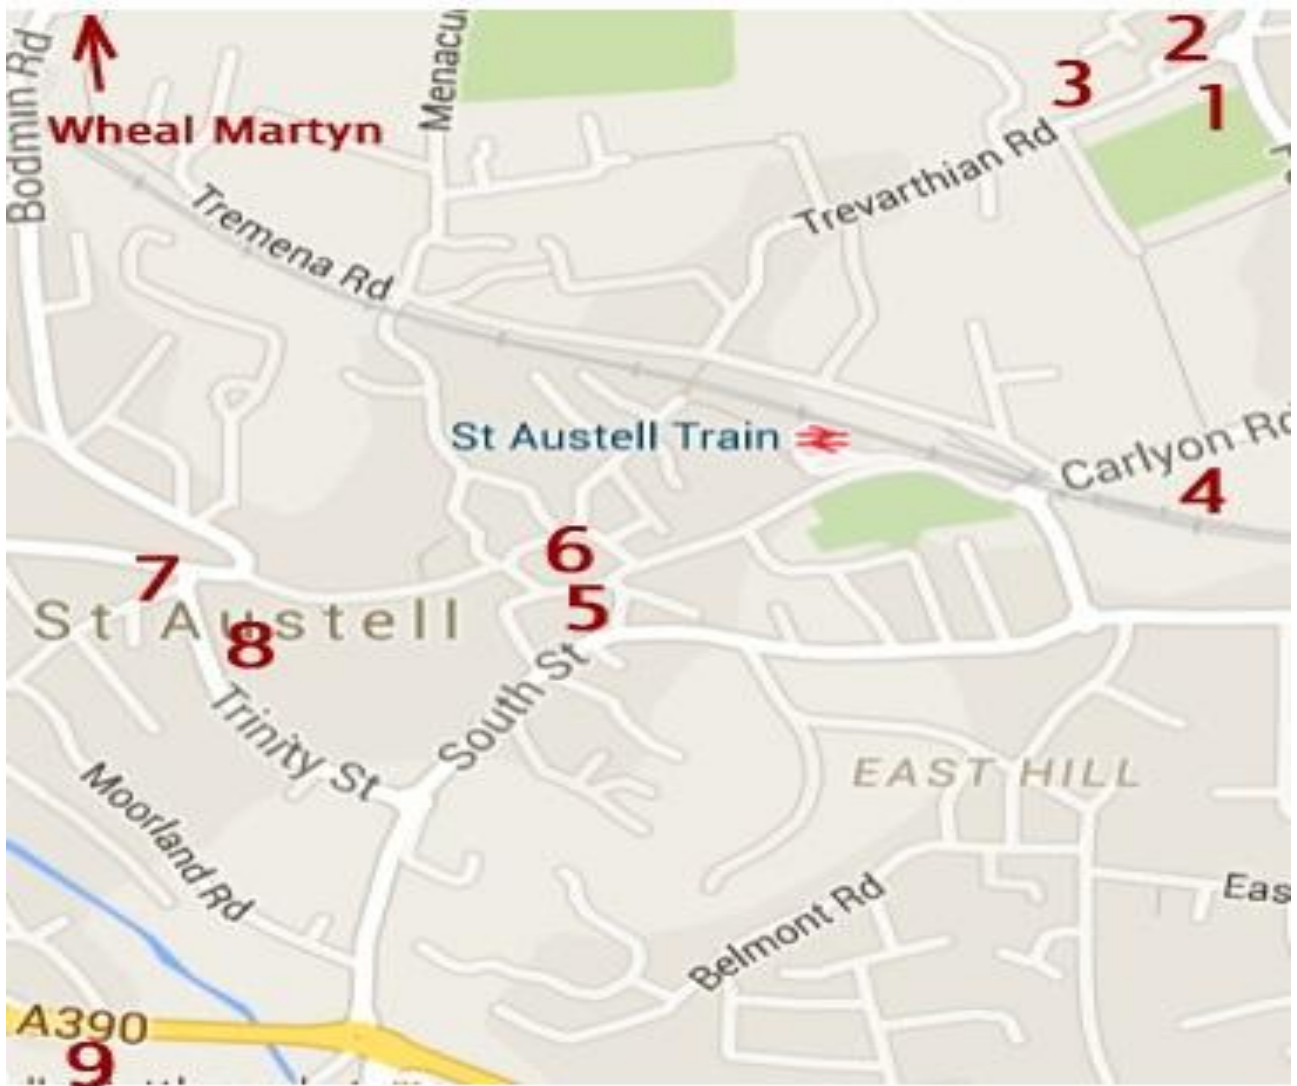 2
Bodmin Rd
Menacu
3
1
Wheal Martyn
Trevarthian Rd
Tremena Rd
St Austell Train
Carlyon Rd
4
6
7
5
St Austell
8
South St
Trinity St
EAST HILL
Moorland Rd
Belmont Rd
Eas
A390
9